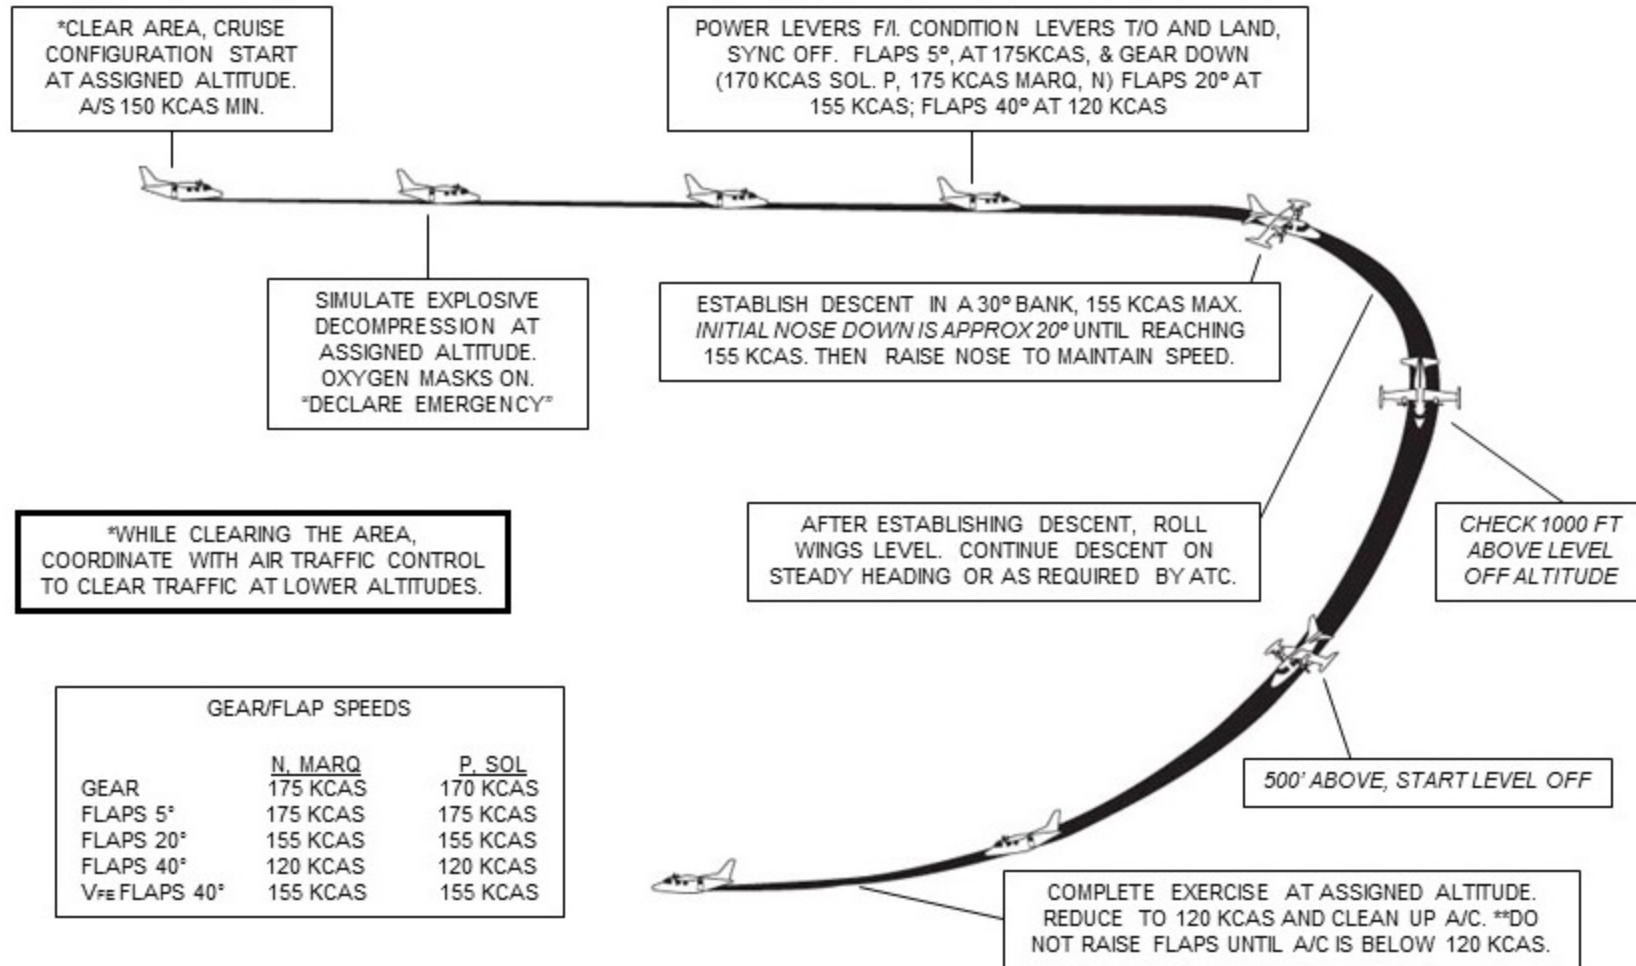 *CLEAR AREA, CRUISE
CONFIGURATION START
AT ASSIGNED ALTITUDE.
A/S 150 KCAS MIN.
POWER LEVERS F/I. CONDITION LEVERS T/O AND LAND,
SYNC OFF. FLAPS 5º, AT 175KCAS, & GEAR DOWN
(170 KCAS SOL. P, 175 KCAS MARQ, N) FLAPS 20º AT
155 KCAS; FLAPS 40º AT 120 KCAS
SIMULATE EXPLOSIVE
DECOMPRESSION AT
ASSIGNED ALTITUDE.
OXYGEN MASKS ON.
"DECLARE EMERGENCY"
ESTABLISH DESCENT IN A 30º BANK, 155 KCAS MAX.
INITIAL NOSE DOWN IS APPROX 20º UNTIL REACHING
155 KCAS. THEN RAISE NOSE TO MAINTAIN SPEED.
*WHILE CLEARING THE AREA,
COORDINATE WITH AIR TRAFFIC CONTROL
TO CLEAR TRAFFIC AT LOWER ALTITUDES.
AFTER ESTABLISHING DESCENT, ROLL
WINGS LEVEL. CONTINUE DESCENT ON
STEADY HEADING OR AS REQUIRED BY ATC.
CHECK 1000 FT
ABOVE LEVEL
OFF ALTITUDE
GEAR/FLAP SPEEDS
N, MARQ P, SOL
GEAR 175 KCAS 170 KCAS
FLAPS 5° 175 KCAS 175 KCAS
FLAPS 20° 155 KCAS 155 KCAS
FLAPS 40° 120 KCAS 120 KCAS
VFE FLAPS 40° 155 KCAS 155 KCAS
500' ABOVE, START LEVEL OFF
COMPLETE EXERCISE AT ASSIGNED ALTITUDE.
REDUCE TO 120 KCAS AND CLEAN UP A/C. **DO
NOT RAISE FLAPS UNTIL A/C IS BELOW 120 KCAS.